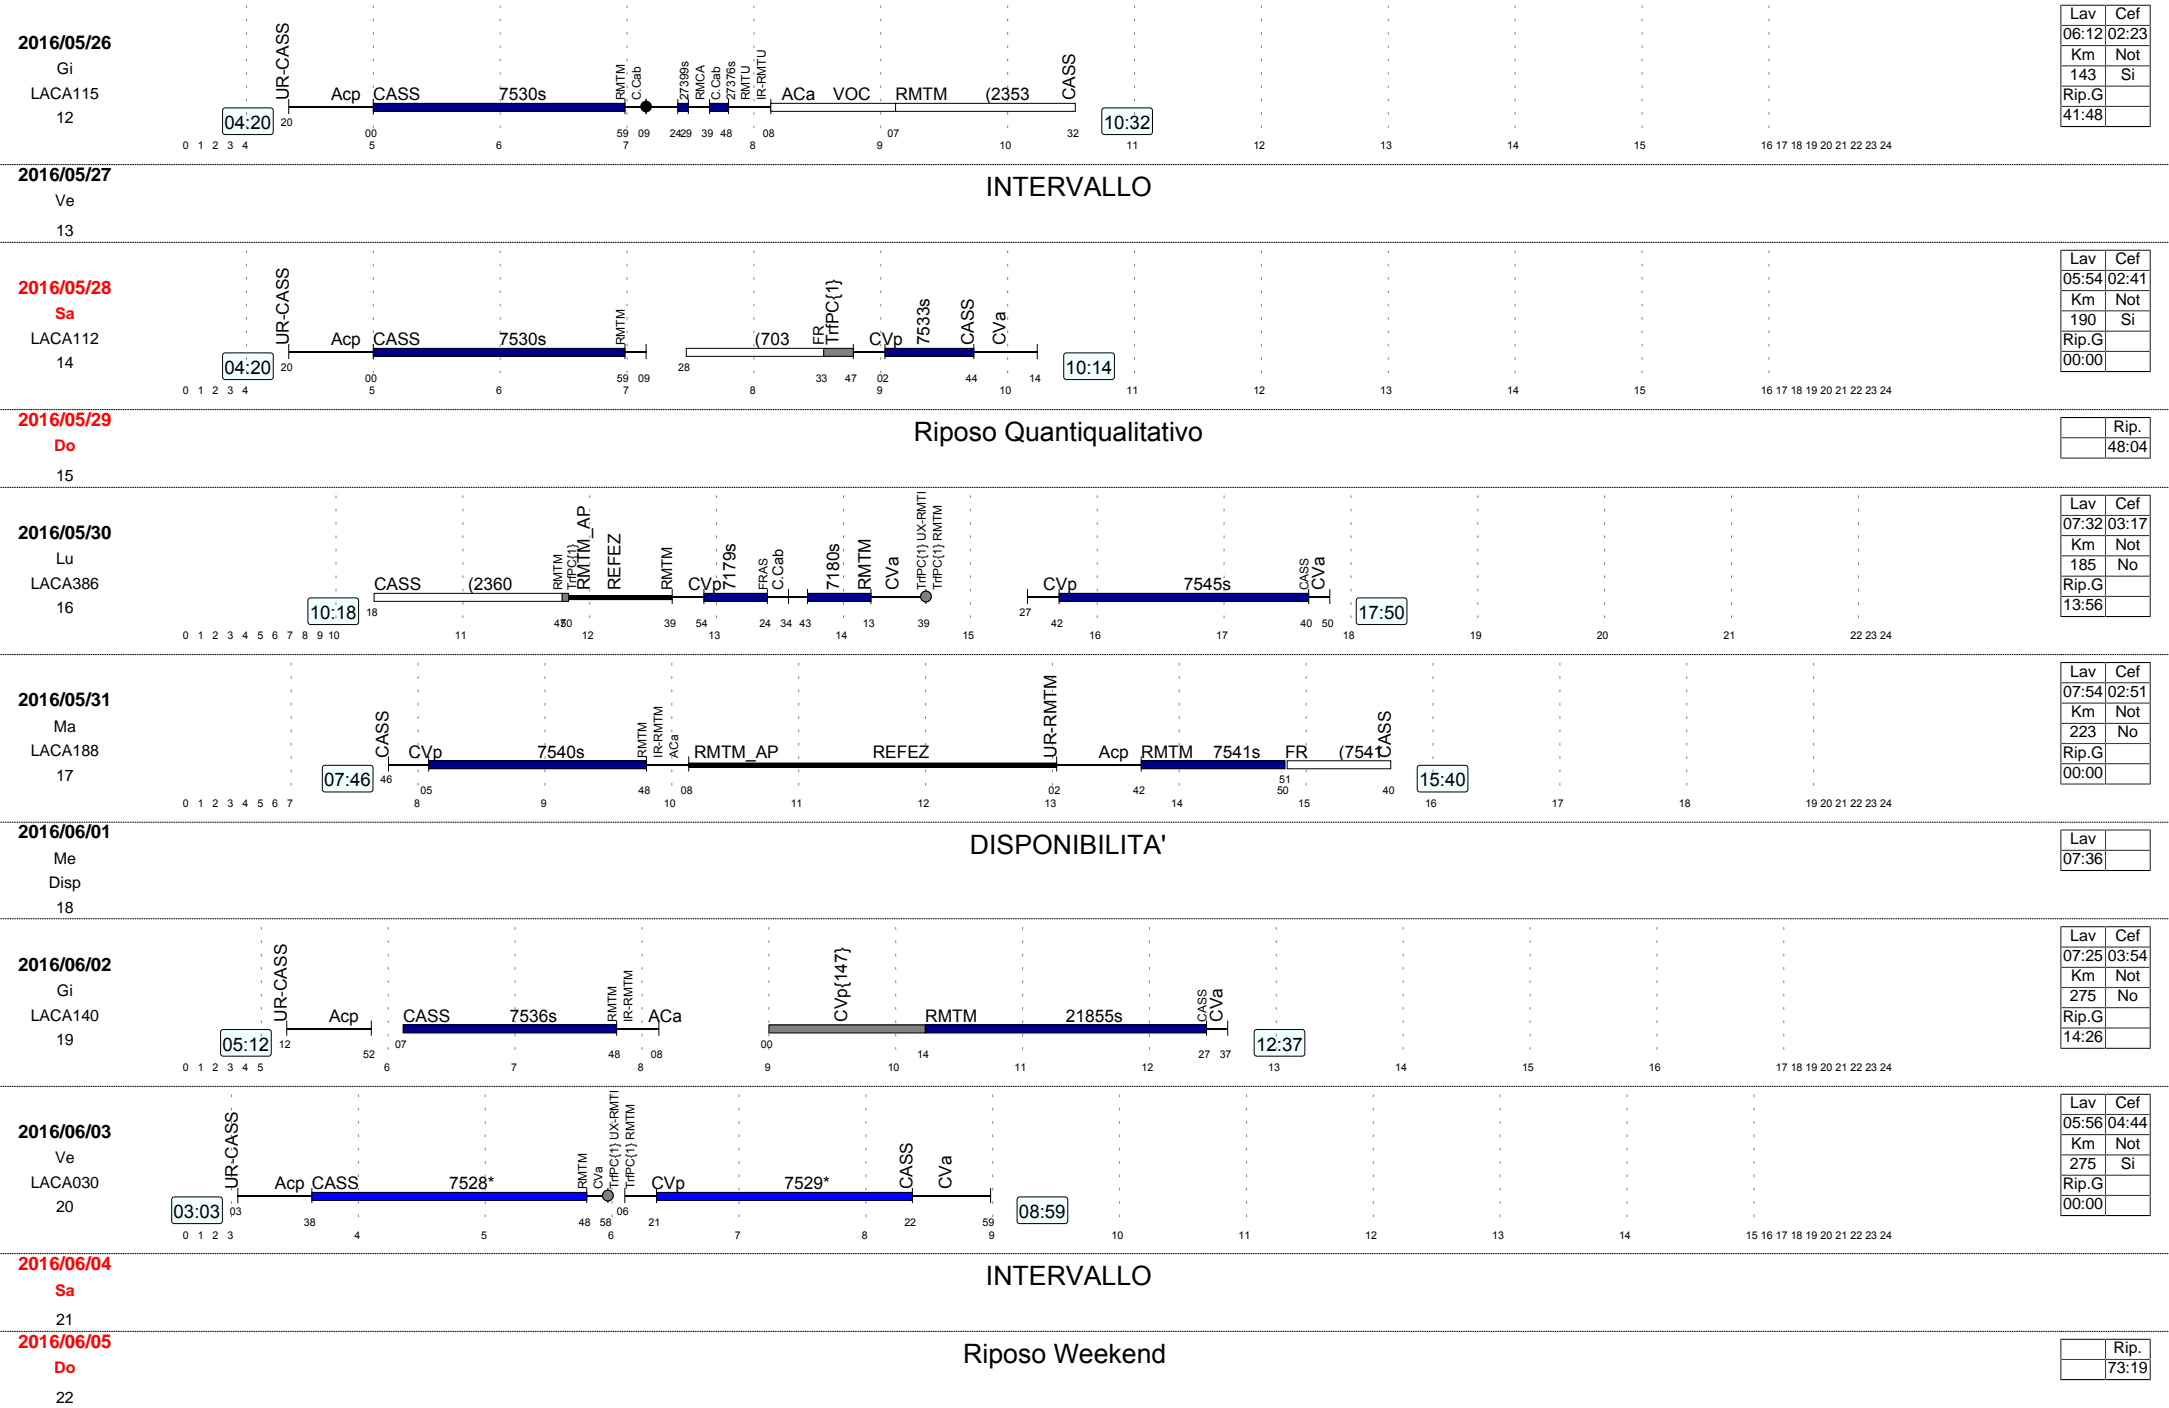 2016/05/26
Gi
LACA115
12
04:20
UR-CASS
Acp CASS 7530s RMTM C.Cab 27399s RMCA C.Cab 27376s RMTU IR-RMTU ACa VOC RMTM (2353 CASS
10:32
20 00 59 09 24 29 39 48 08 07 32
0 1 2 3 4 5 6 7 8 9 10 11 12 13 14 15 16 17 18 19 20 21 22 23 24
Lav Cef
06:12 02:23
Km Not
143 Si
Rip.G
41:48
2016/05/27
Ve
13
INTERVALLO
2016/05/28
Sa
LACA112
14
04:20
UR-CASS
Acp CASS 7530s RMTM (703 FR TrfPC{1} CVp 7533s CASS CVa
10:14
20 00 59 09 28 33 47 02 44 14
0 1 2 3 4 5 6 7 8 9 10 11 12 13 14 15 16 17 18 19 20 21 22 23 24
Lav Cef
05:54 02:41
Km Not
190 Si
Rip.G
00:00
2016/05/29
Do
15
Riposo Quantiqualitativo
Rip.
48:04
2016/05/30
Lu
LACA386
16
10:18
CASS (2360 RMTM TrfPC{1} RMTM_AP REFEZ RMTM CVp 7179s FRAS C.Cab 7180s RMTM CVa TrfPC{1} UX-RMTI TrfPC{1} RMTM CVp 7545s CASS CVa
17:50
18 47 50 39 54 24 34 43 13 39 27 42 40 50
0 1 2 3 4 5 6 7 8 9 10 11 12 13 14 15 16 17 18 19 20 21 22 23 24
Lav Cef
07:32 03:17
Km Not
185 No
Rip.G
13:56
2016/05/31
Ma
LACA188
17
07:46
CASS CVp 7540s RMTM IR-RMTM ACa RMTM_AP REFEZ UR-RMTM Acp RMTM 7541s FR (7541 CASS
15:40
46 05 48 08 02 42 51 50 40
0 1 2 3 4 5 6 7 8 9 10 11 12 13 14 15 16 17 18 19 20 21 22 23 24
Lav Cef
07:54 02:51
Km Not
223 No
Rip.G
00:00
2016/06/01
Me
Disp
18
DISPONIBILITA'
Lav
07:36
2016/06/02
Gi
LACA140
19
05:12
UR-CASS Acp CASS 7536s RMTM IR-RMTM ACa CVp{147} RMTM 21855s CASS CVa
12:37
12 52 07 48 08 00 14 27 37
0 1 2 3 4 5 6 7 8 9 10 11 12 13 14 15 16 17 18 19 20 21 22 23 24
Lav Cef
07:25 03:54
Km Not
275 No
Rip.G
14:26
2016/06/03
Ve
LACA030
20
03:03
UR-CASS Acp CASS 7528* RMTM CVa TrfPC{1} UX-RMTI TrfPC{1} RMTM CVp 7529* CASS CVa
08:59
03 38 48 58 06 21 22 59
0 1 2 3 4 5 6 7 8 9 10 11 12 13 14 15 16 17 18 19 20 21 22 23 24
Lav Cef
05:56 04:44
Km Not
275 Si
Rip.G
00:00
2016/06/04
Sa
21
INTERVALLO
2016/06/05
Do
22
Riposo Weekend
Rip.
73:19